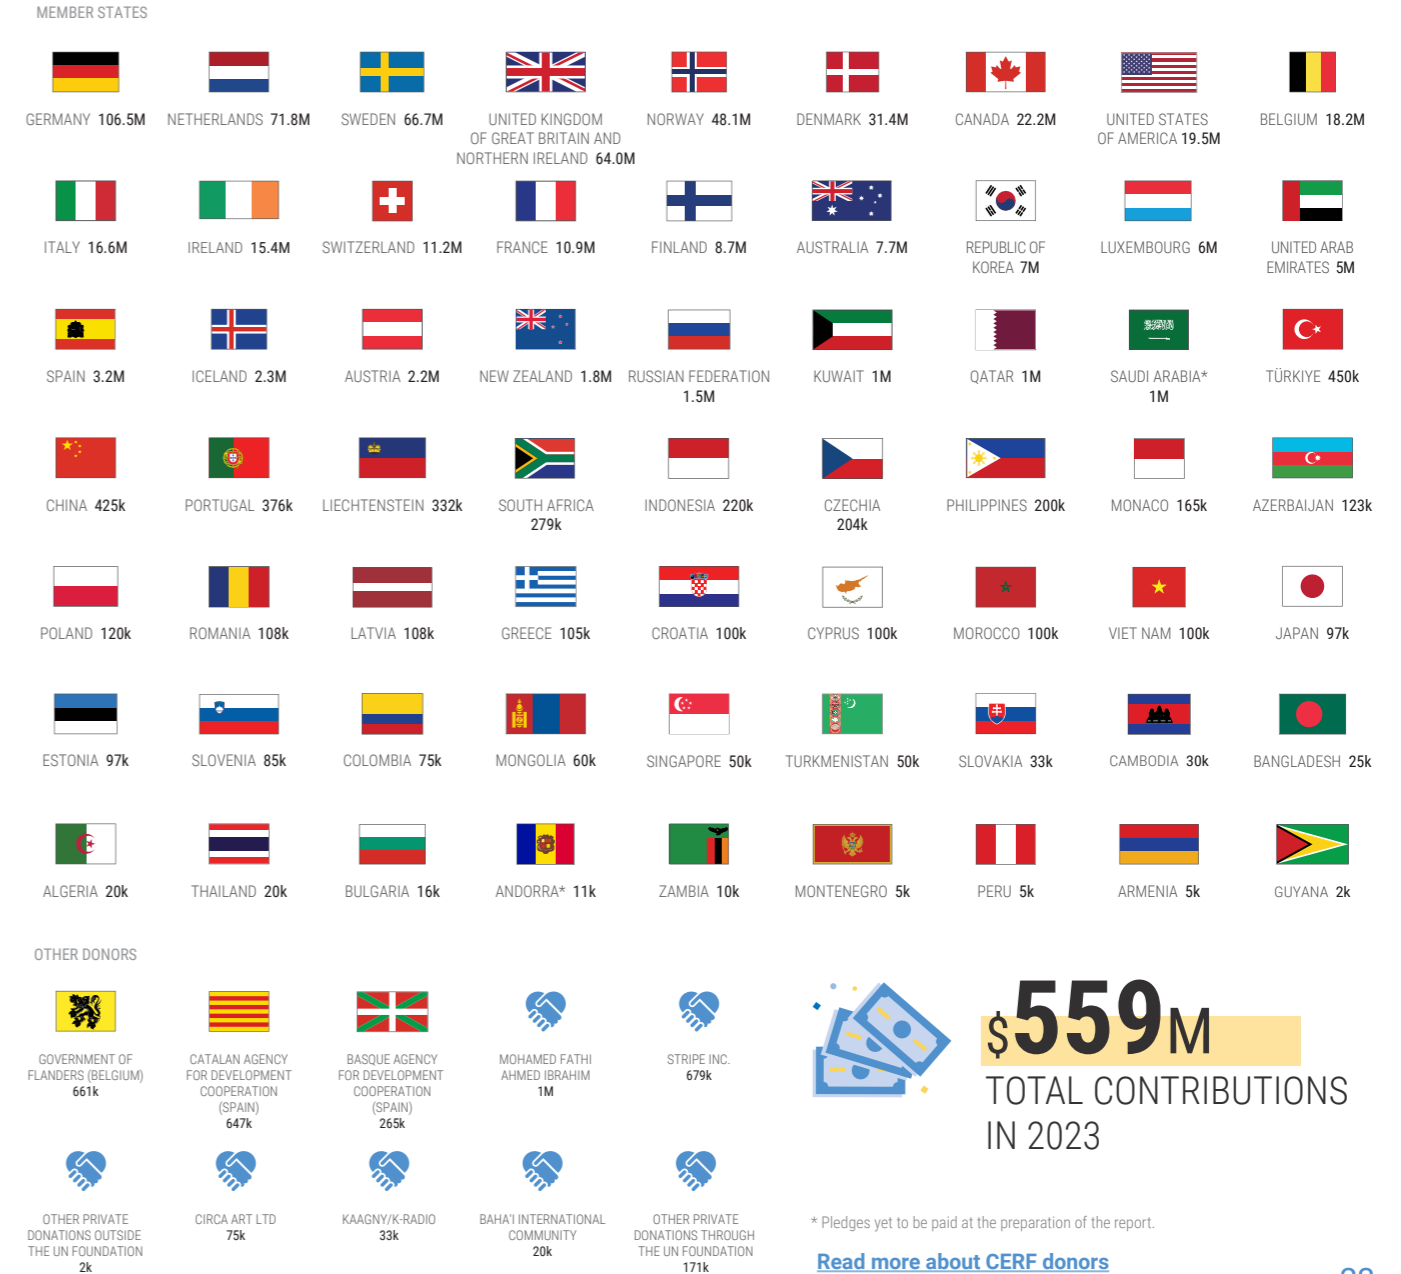 MEMBER STATES
GERMANY 106.5M
NETHERLANDS 71.8M
SWEDEN 66.7M
UNITED KINGDOM
OF GREAT BRITAIN AND
NORTHERN IRELAND 64.0M
NORWAY 48.1M
DENMARK 31.4M
CANADA 22.2M
UNITED STATES
OF AMERICA 19.5M
BELGIUM 18.2M
ITALY 16.6M
IRELAND 15.4M
SWITZERLAND 11.2M
FRANCE 10.9M
FINLAND 8.7M
AUSTRALIA 7.7M
REPUBLIC OF
KOREA 7M
LUXEMBOURG 6M
UNITED ARAB
EMIRATES 5M
SPAIN 3.2M
ICELAND 2.3M
AUSTRIA 2.2M
NEW ZEALAND 1.8M
RUSSIAN FEDERATION
1.5M
KUWAIT 1M
QATAR 1M
SAUDI ARABIA*
1M
TÜRKIYE 450k
CHINA 425k
PORTUGAL 376k
LIECHTENSTEIN 332k
SOUTH AFRICA
279k
INDONESIA 220k
CZECHIA
204k
PHILIPPINES 200k
MONACO 165k
AZERBAIJAN 123k
POLAND 120k
ROMANIA 108k
LATVIA 108k
GREECE 105k
CROATIA 100k
CYPRUS 100k
MOROCCO 100k
VIET NAM 100k
JAPAN 97k
ESTONIA 97k
SLOVENIA 85k
COLOMBIA 75k
MONGOLIA 60k
SINGAPORE 50k
TURKMENISTAN 50k
SLOVAKIA 33k
CAMBODIA 30k
BANGLADESH 25k
ALGERIA 20k
THAILAND 20k
BULGARIA 16k
ANDORRA* 11k
ZAMBIA 10k
MONTENEGRO 5k
PERU 5k
ARMENIA 5k
GUYANA 2k
OTHER DONORS
GOVERNMENT OF
FLANDERS (BELGIUM)
661k
CATALAN AGENCY
FOR DEVELOPMENT
COOPERATION
(SPAIN)
647k
BASQUE AGENCY
FOR DEVELOPMENT
COOPERATION
(SPAIN)
265k
MOHAMED FATHI
AHMED IBRAHIM
1M
STRIPE INC.
679k
OTHER PRIVATE
DONATIONS OUTSIDE
THE UN FOUNDATION
2k
CIRCA ART LTD
75k
KAAGNY/K-RADIO
33k
BAHA'I INTERNATIONAL
COMMUNITY
20k
OTHER PRIVATE
DONATIONS THROUGH
THE UN FOUNDATION
171k
$559M
TOTAL CONTRIBUTIONS
IN 2023
* Pledges yet to be paid at the preparation of the report.
Read more about CERF donors